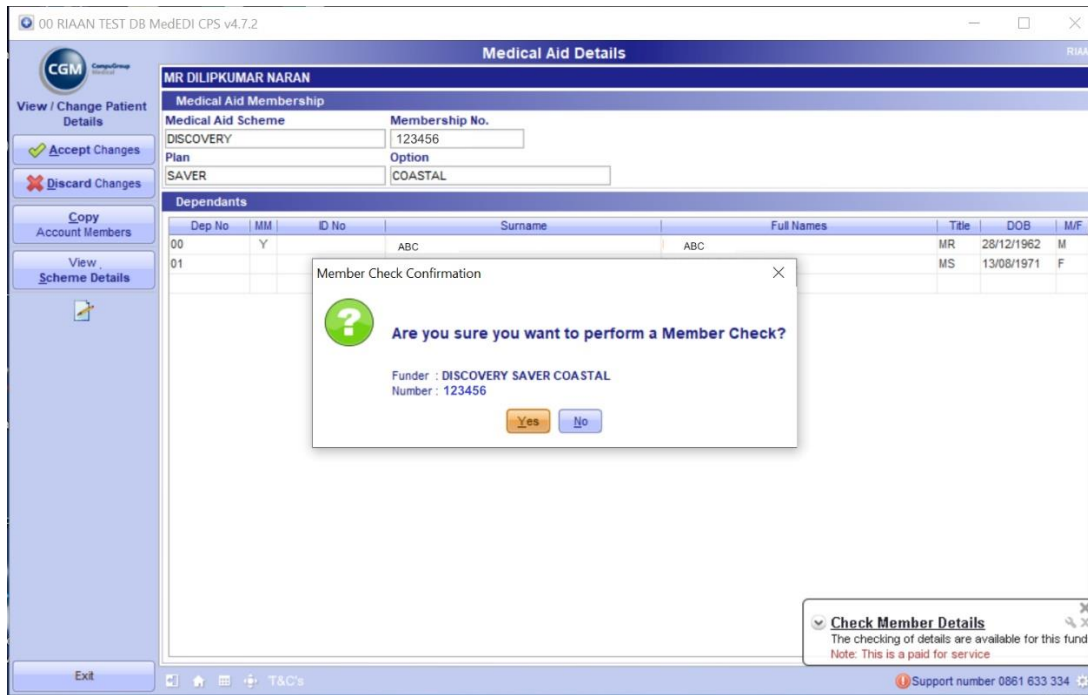 00 RIAAN TEST DB MedEDI CPS v4.7.2
Medical Aid Details
CGM CompuGroup Medical
MR DILIPKUMAR NARAN
View / Change Patient Details
Medical Aid Membership
Medical Aid Scheme Membership No.
DISCOVERY 123456
Accept Changes
Plan Option
SAVER COASTAL
Discard Changes
Dependants
Copy
Account Members
Dep No MM ID No Surname Full Names Title DOB M/F
00 Y ABC ABC MR 28/12/1962 M
01 MS 13/08/1971 F
View
Scheme Details
Member Check Confirmation
Are you sure you want to perform a Member Check?
Funder : DISCOVERY SAVER COASTAL
Number : 123456
Yes No
Check Member Details
The checking of details are available for this fund
Note: This is a paid for service
Exit
T&C's
Support number 0861 633 334